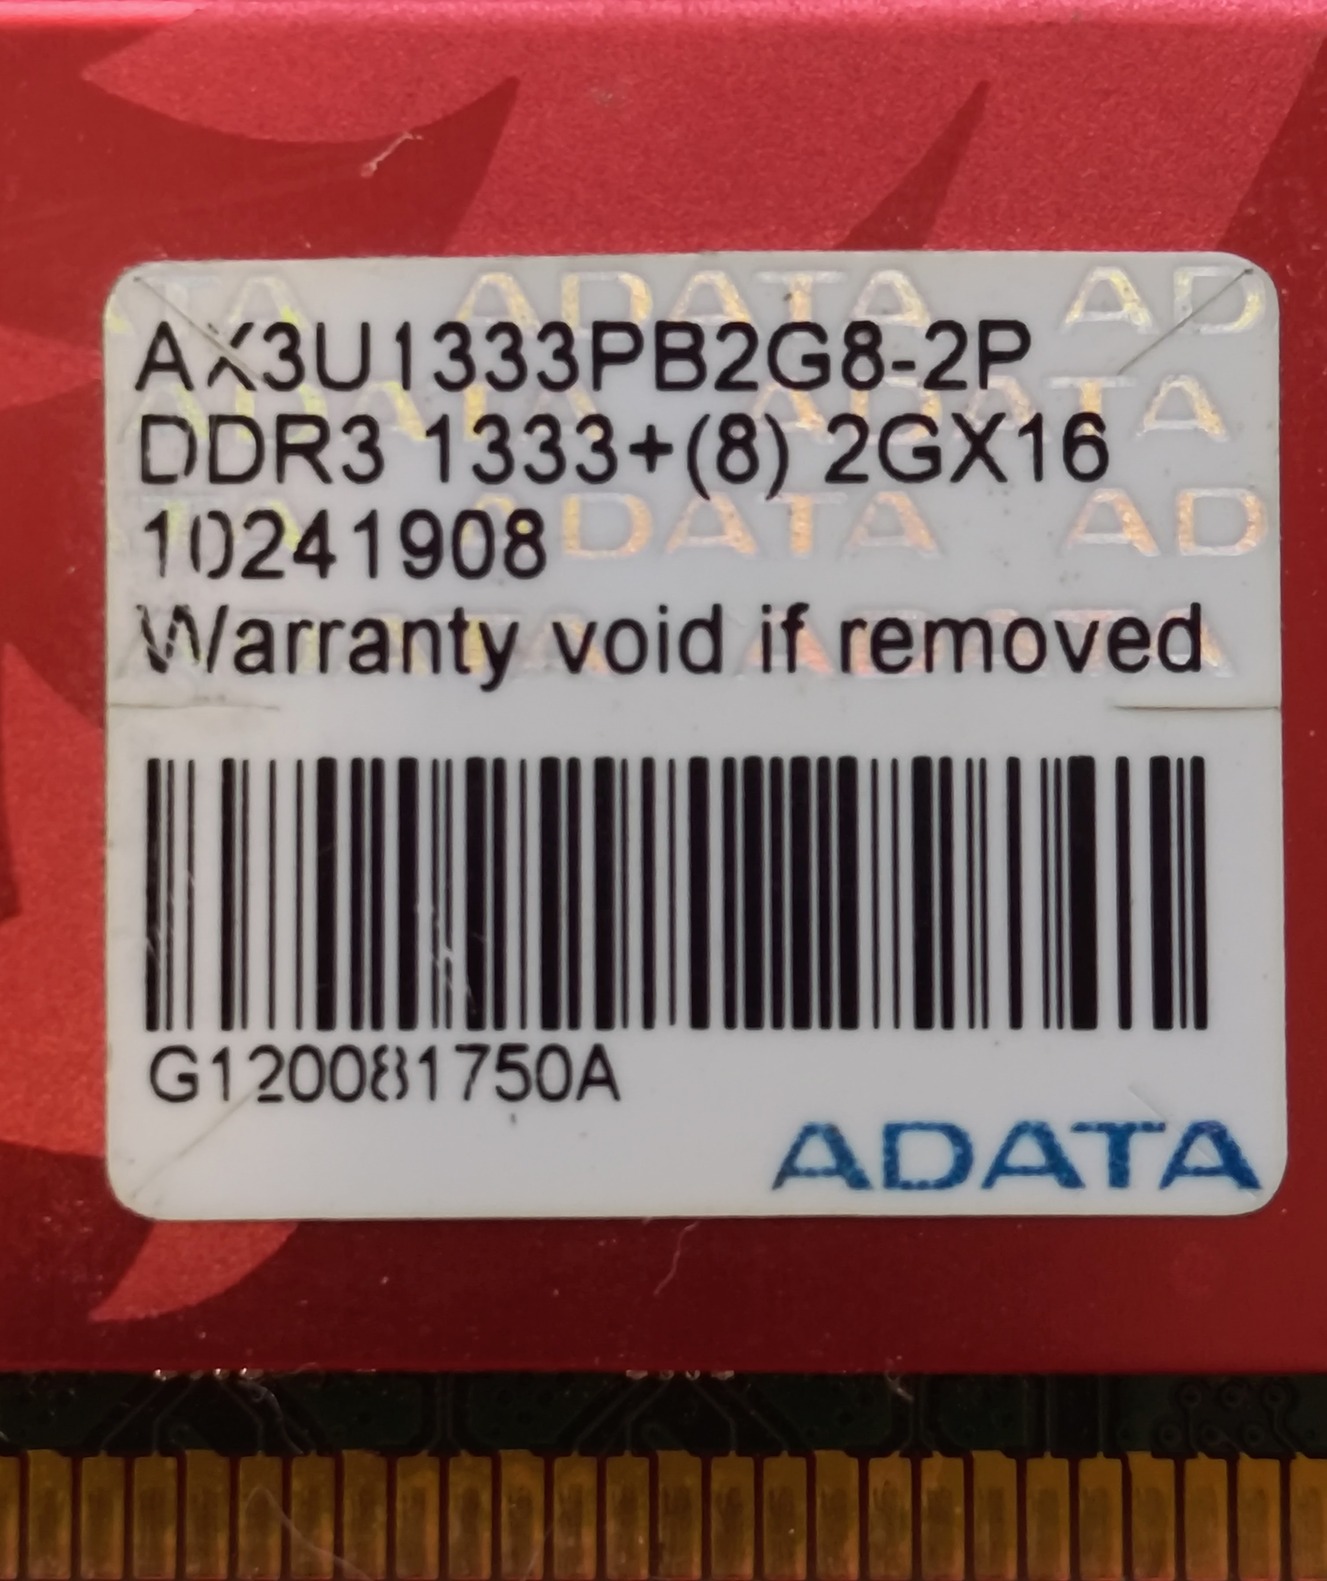 AX3U1333PB2G8-2P
DDR3 1333+(8) 2GX16
10241908
Warranty void if removed
G120081750A
ADATA